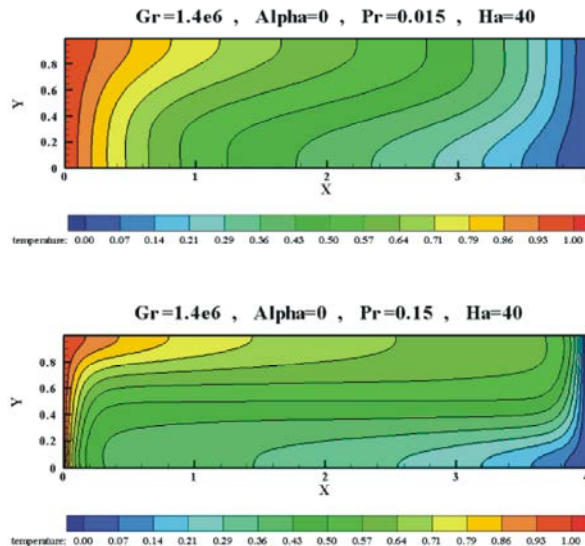 Gr=1.4e6 , Alpha=0 , Pr=0.015 , Ha=40
Y
0.8
0.6
0.4
0.2
0
0 1 2 3
X
temperature: 0.00 0.07 0.14 0.21 0.29 0.36 0.43 0.50 0.57 0.64 0.71 0.79 0.86 0.93 1.00
Gr=1.4e6 , Alpha=0 , Pr=0.15 , Ha=40
Y
0.8
0.6
0.4
0.2
0
0 1 2 3 4
X
temperature: 0.00 0.07 0.14 0.21 0.29 0.36 0.43 0.50 0.57 0.64 0.71 0.79 0.86 0.93 1.00